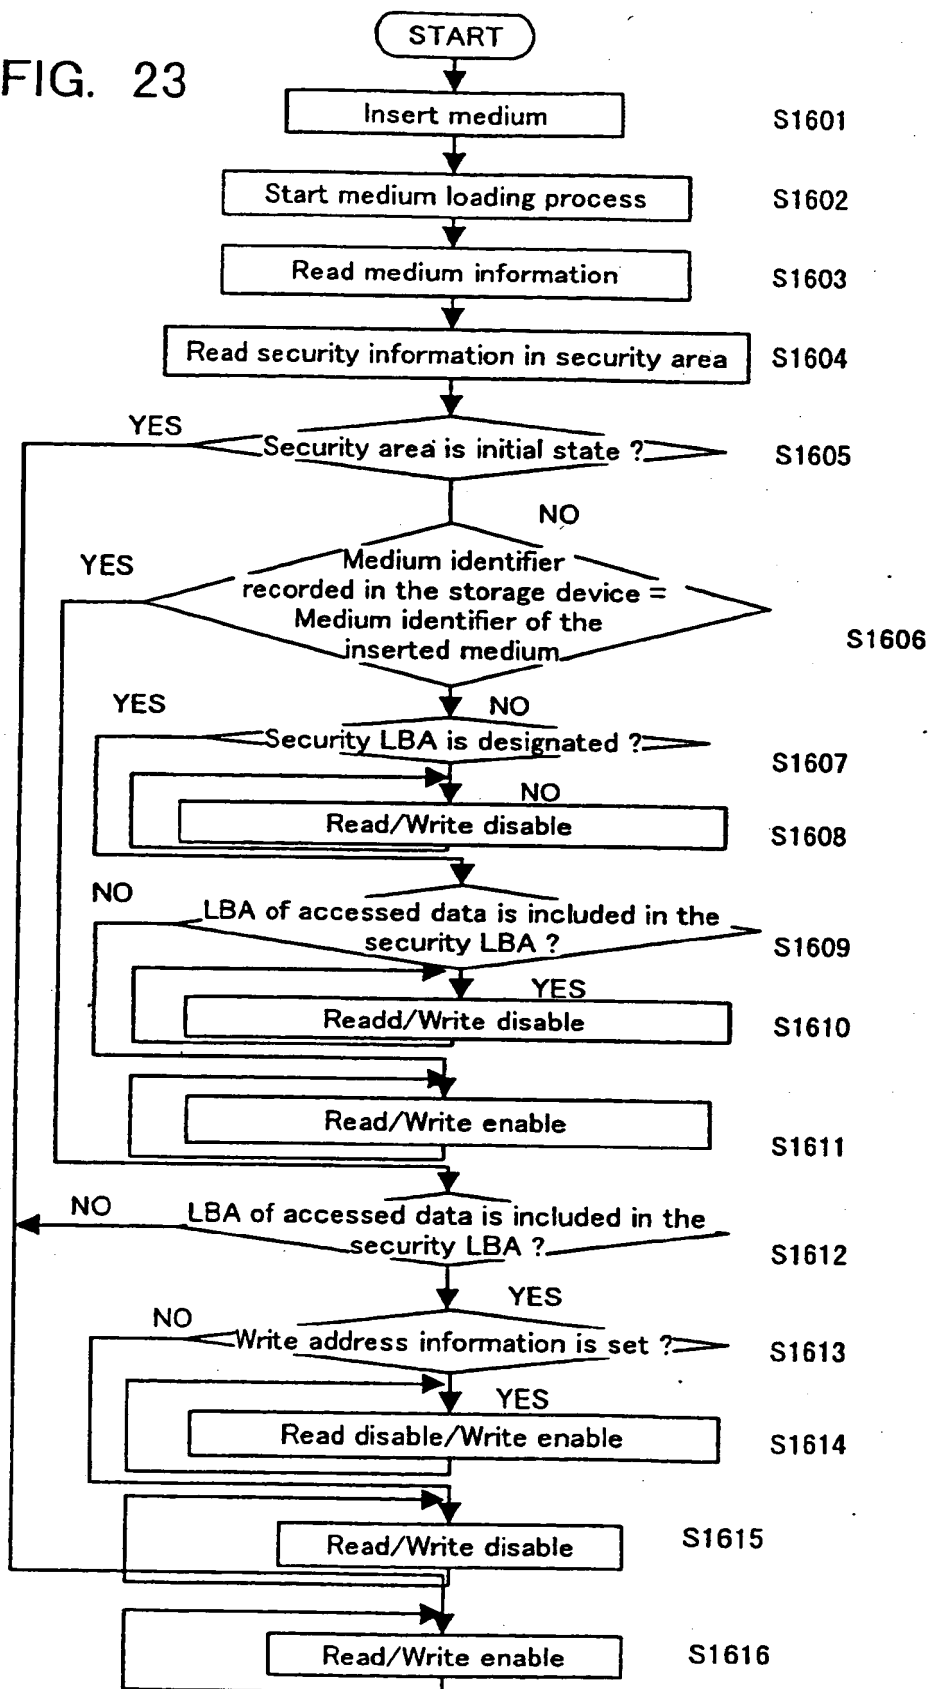 START
FIG. 23
Insert medium
S1601
Start medium loading process
S1602
Read medium information
S1603
Read security information in security area
S1604
YES
Security area is initial state ?
S1605
NO
YES
Medium identifier
recorded in the storage device =
Medium identifier of the
inserted medium
S1606
YES
NO
Security LBA is designated ?
S1607
NO
Read/Write disable
S1608
NO
LBA of accessed data is included in the
security LBA ?
S1609
YES
Readd/Write disable
S1610
Read/Write enable
S1611
NO
LBA of accessed data is included in the
security LBA ?
S1612
YES
NO
Write address information is set ?
S1613
YES
Read disable/Write enable
S1614
Read/Write disable
S1615
Read/Write enable
S1616